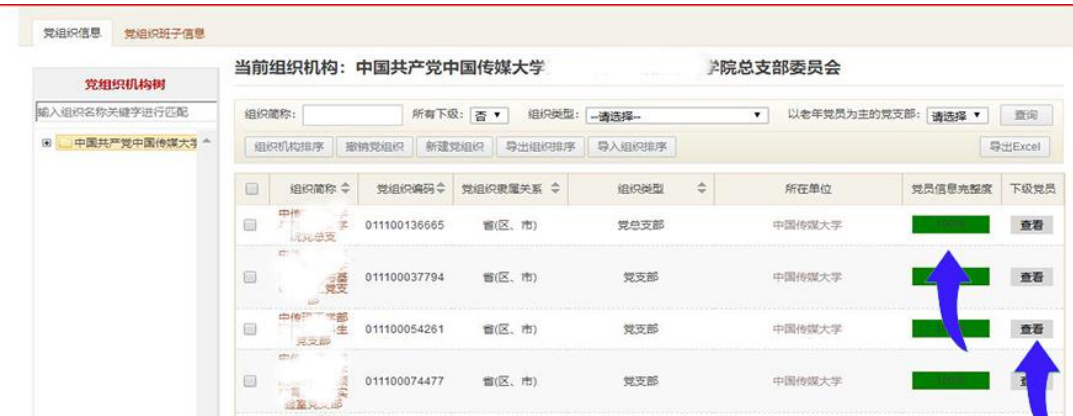 党组织信息 党组织班子信息
当前组织机构：中国共产党中国传媒大学 学院总支部委员会
党组织机构树
输入组织名称关键字进行匹配
组织简称： 所有下级： 否 组织类型： --请选择-- 以老年党员为主的党支部： 请选择 查询
中国共产党中国传媒大学
组织机构排序 撤销党组织 新建党组织 导出组织排序 导入组织排序 导出Excel
组织简称 党组织编码 党组织隶属关系 组织类型 所在单位 党员信息完整度 下级党员
011100136665 省(区、市) 党总支部 中国传媒大学 查看
011100037794 省(区、市) 党支部 中国传媒大学 查看
011100054261 省(区、市) 党支部 中国传媒大学 查看
党支部
011100074477 省(区、市) 党支部 中国传媒大学